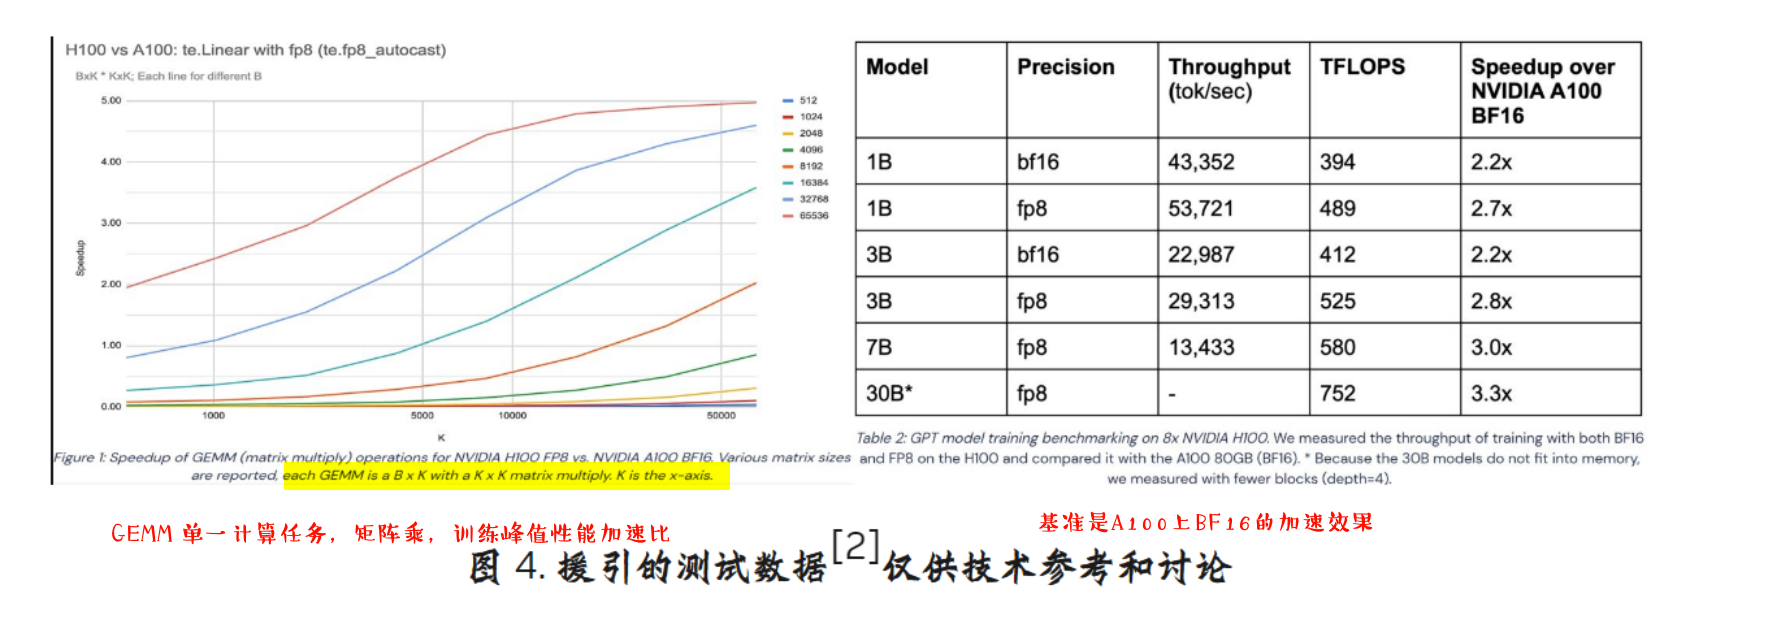 H100 vs A100: te.Linear with fp8 (te.fp8_autocast)
BxK * KxK; Each line for different B
5.00
4.00
3.00
2.00
1.00
0.00
Speedup
1000
5000
10000
50000
K
512
1024
2048
4096
8192
16384
32768
65536
Figure 1: Speedup of GEMM (matrix multiply) operations for NVIDIA H100 FP8 vs. NVIDIA A100 BF16. Various matrix sizes
are reported, each GEMM is a B x K with a K x K matrix multiply. K is the x-axis.
Model Precision Throughput TFLOPS Speedup over
(tok/sec) NVIDIA A100
BF16
1B bf16 43,352 394 2.2x
1B fp8 53,721 489 2.7x
3B bf16 22,987 412 2.2x
3B fp8 29,313 525 2.8x
7B fp8 13,433 580 3.0x
30B* fp8 - 752 3.3x
Table 2: GPT model training benchmarking on 8x NVIDIA H100. We measured the throughput of training with both BF16
and FP8 on the H100 and compared it with the A100 80GB (BF16). * Because the 30B models do not fit into memory,
we measured with fewer blocks (depth=4).
GEMM 单一计算任务，矩阵乘，训练峰值性能加速比
基准是A100上BF16的加速效果
图 4. 援引的测试数据[2]仅供技术参考和讨论